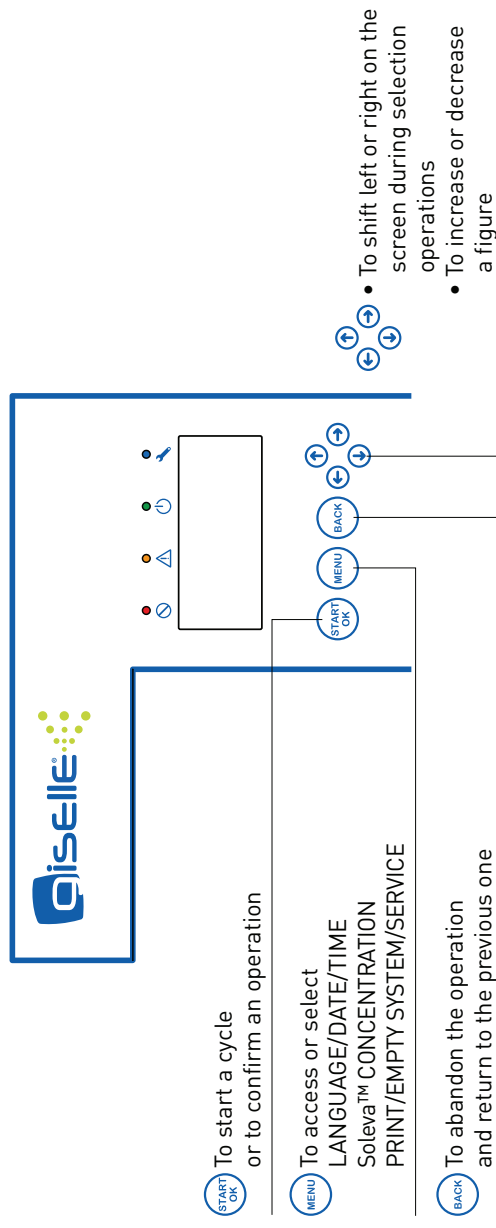 giselle®
START
OK
MENU
BACK
START
OK
To start a cycle
or to confirm an operation
MENU
To access or select
LANGUAGE/DATE/TIME
Soleva™ CONCENTRATION
PRINT/EMPTY SYSTEM/SERVICE
BACK
To abandon the operation
and return to the previous one
• To shift left or right on the
screen during selection
operations
• To increase or decrease
a figure